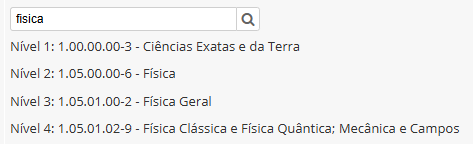 fisica
Nível 1: 1.00.00.00-3 - Ciências Exatas e da Terra
Nível 2: 1.05.00.00-6 - Física
Nível 3: 1.05.01.00-2 - Física Geral
Nível 4: 1.05.01.02-9 - Física Clássica e Física Quântica; Mecânica e Campos